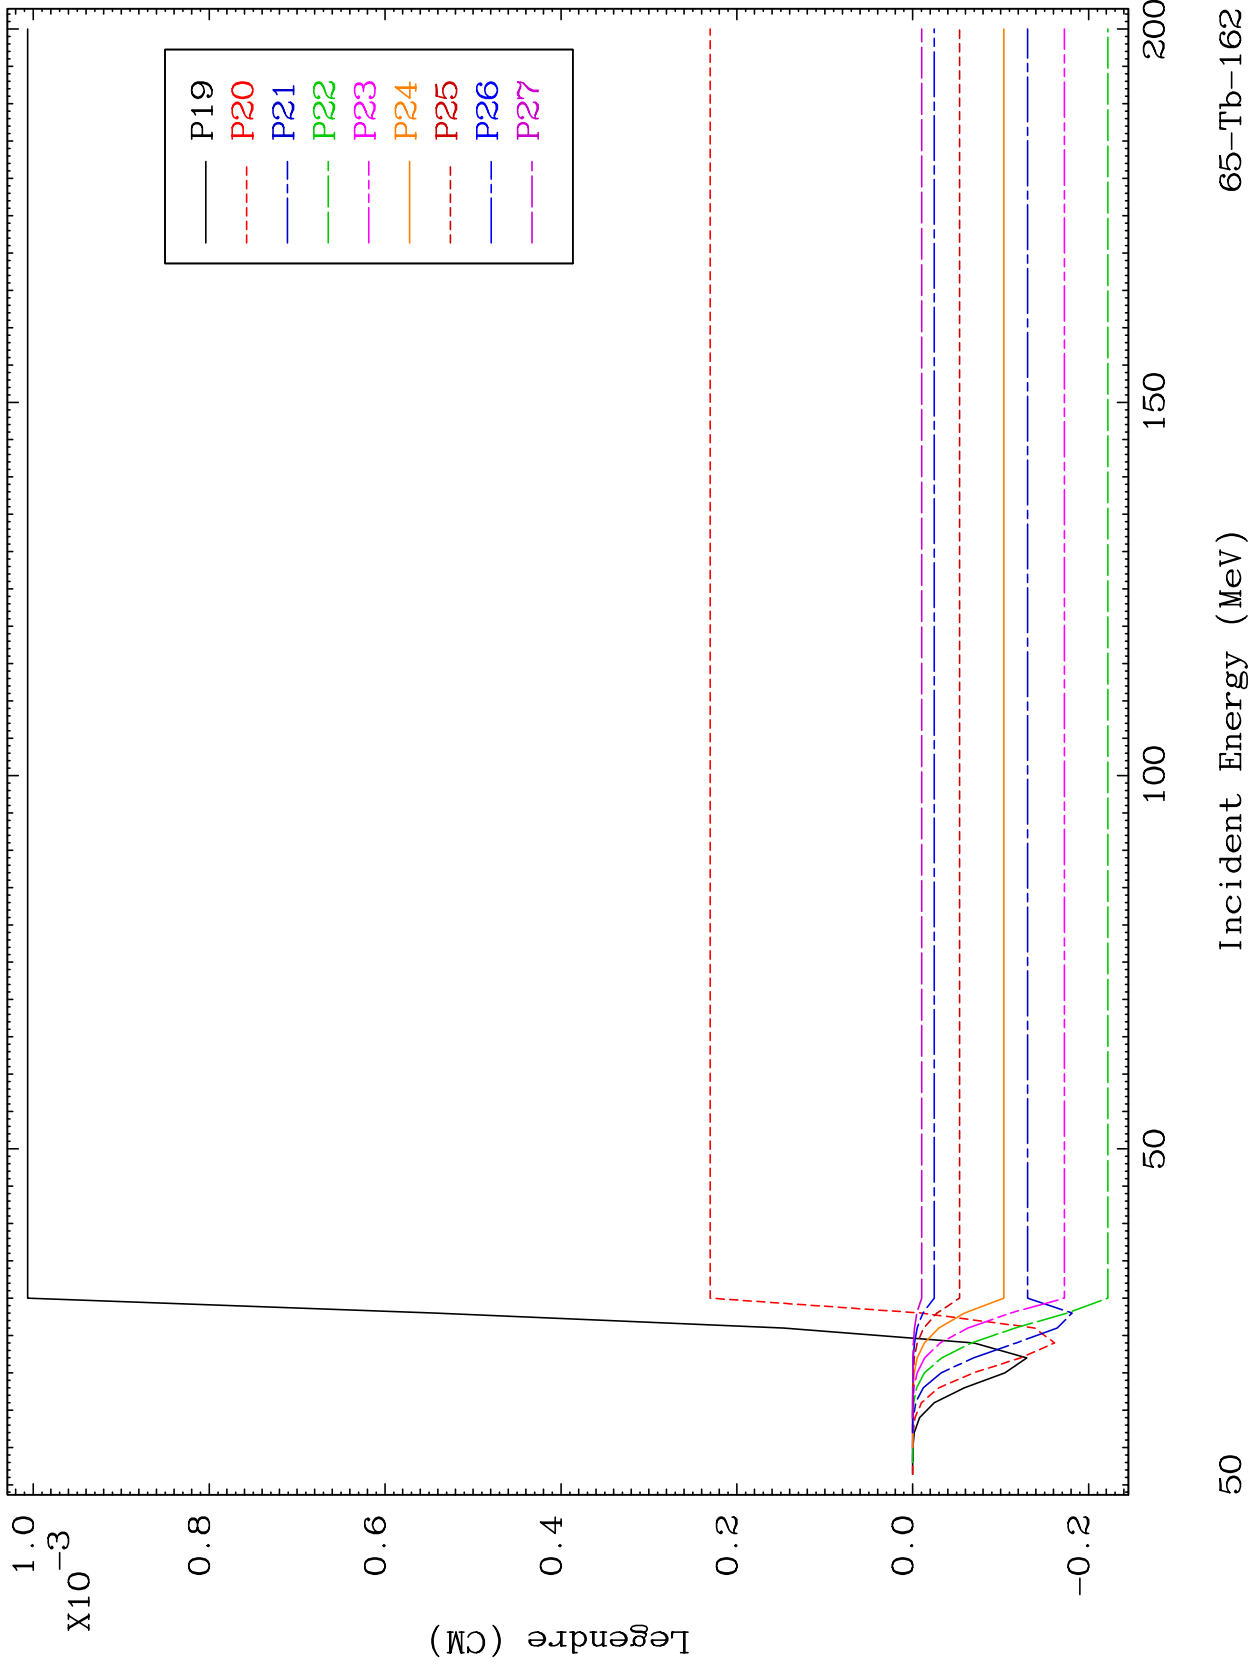 Legendre (CM)
1.0
X10-3
0.8
0.6
0.4
0.2
0.0
-0.2
P19
P20
P21
P22
P23
P24
P25
P26
P27
50
100
150
200
Incident Energy (MeV)
50
65-Tb-162